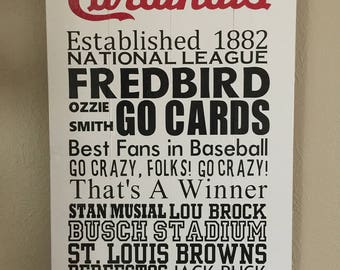 Cardinals
Established 1882
NATIONAL LEAGUE
FREDBIRD
OZZIE
SMITH GO CARDS
Best Fans in Baseball
GO CRAZY, FOLKS! GO CRAZY!
That's A Winner
STAN MUSIAL LOU BROCK
BUSCH STADIUM
ST. LOUIS BROWNS
REDFECTOS JACK BUCK